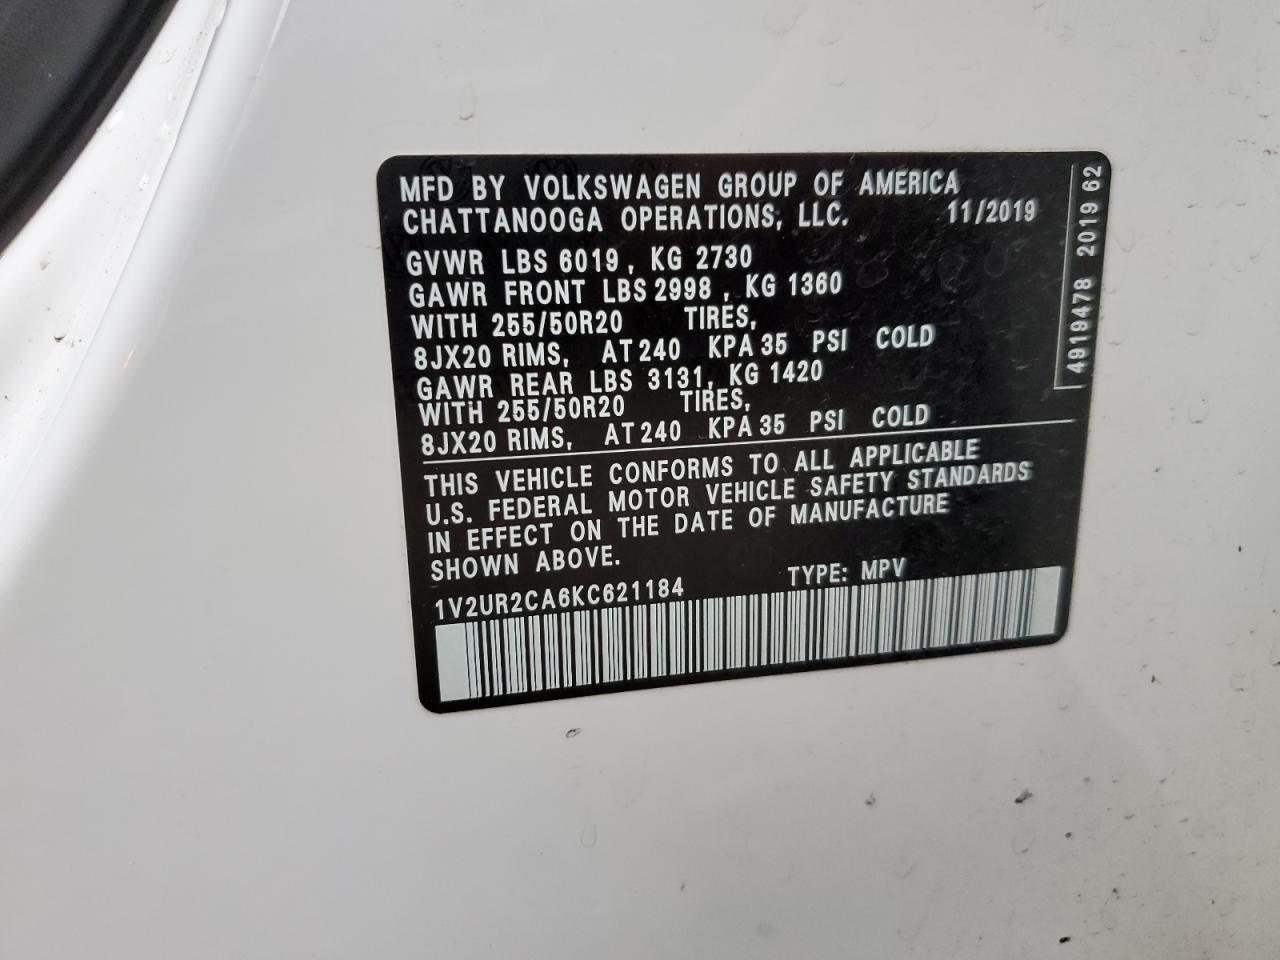 MFD BY VOLKSWAGEN GROUP OF AMERICA
CHATTANOOGA OPERATIONS, LLC. 11/2019
GVWR LBS 6019, KG 2730
GAWR FRONT LBS 2998, KG 1360
WITH 255/50R20 TIRES,
8JX20 RIMS, AT 240 KPA 35 PSI COLD
GAWR REAR LBS 3131, KG 1420
WITH 255/50R20 TIRES,
8JX20 RIMS, AT 240 KPA 35 PSI COLD
THIS VEHICLE CONFORMS TO ALL APPLICABLE
U.S. FEDERAL MOTOR VEHICLE SAFETY STANDARDS
IN EFFECT ON THE DATE OF MANUFACTURE
SHOWN ABOVE.
1V2UR2CA6KC621184 TYPE: MPV
4919478 2019 62